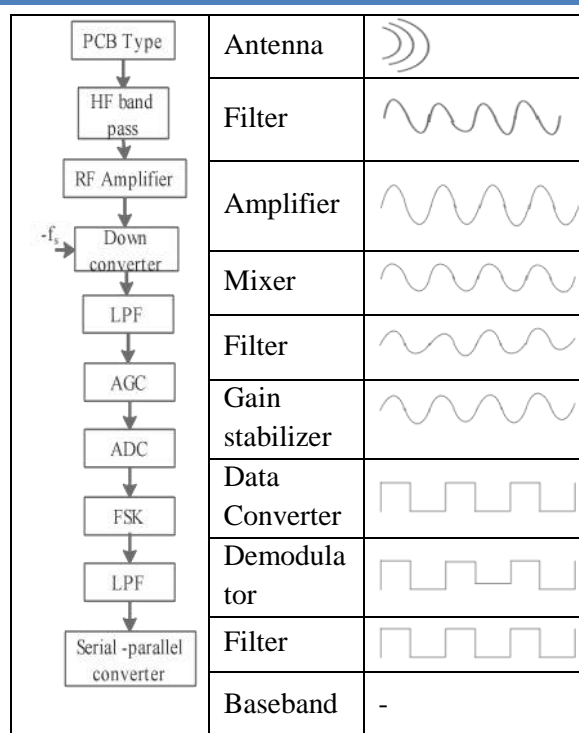 PCB Type
HF band
pass
RF Amplifier
-fs
Down
converter
LPF
AGC
ADC
FSK
LPF
Serial -parallel
converter
Antenna
Filter
Amplifier
Mixer
Filter
Gain
stabilizer
Data
Converter
Demodula
tor
Filter
Baseband
-